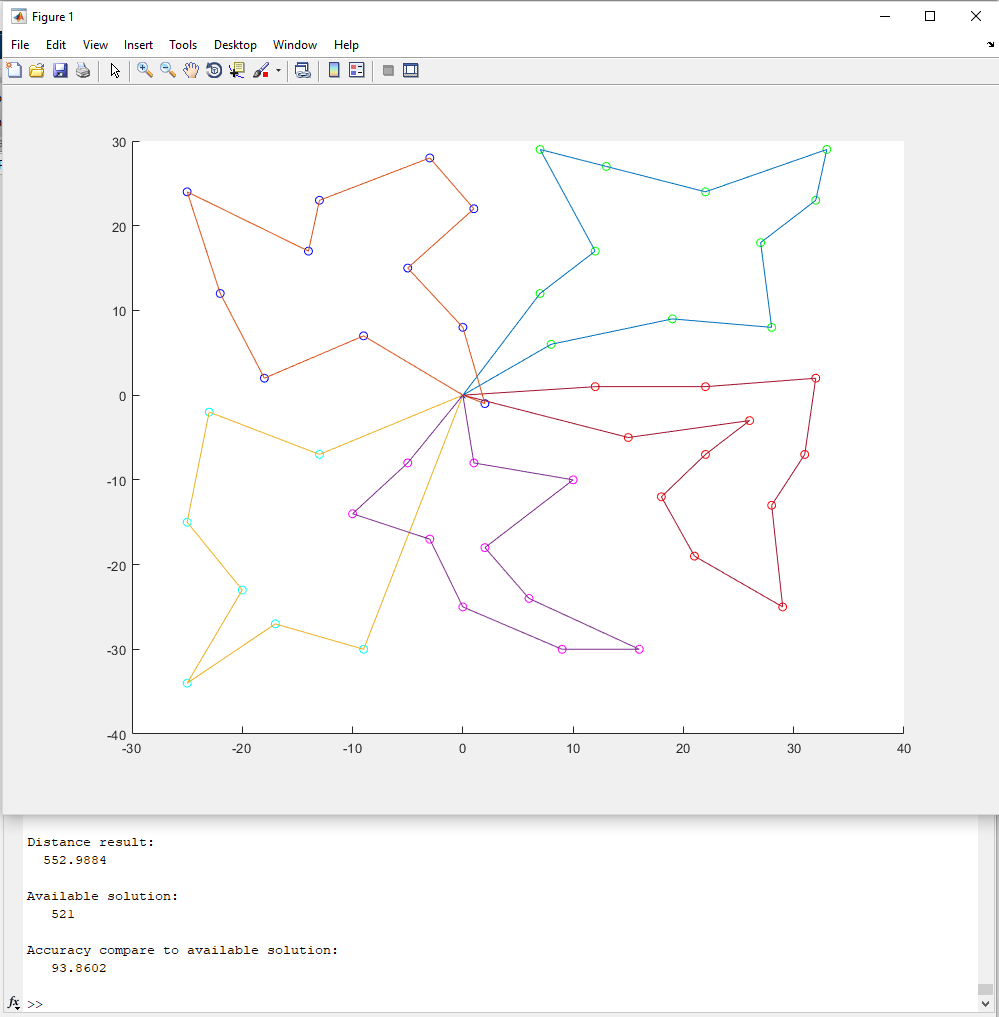 Figure 1
File Edit View Insert Tools Desktop Window Help
30
20
10
0
-10
-20
-30
-40
-30 -20 -10 0 10 20 30 40
Distance result:
552.9884
Available solution:
521
Accuracy compare to available solution:
93.8602
fx >>